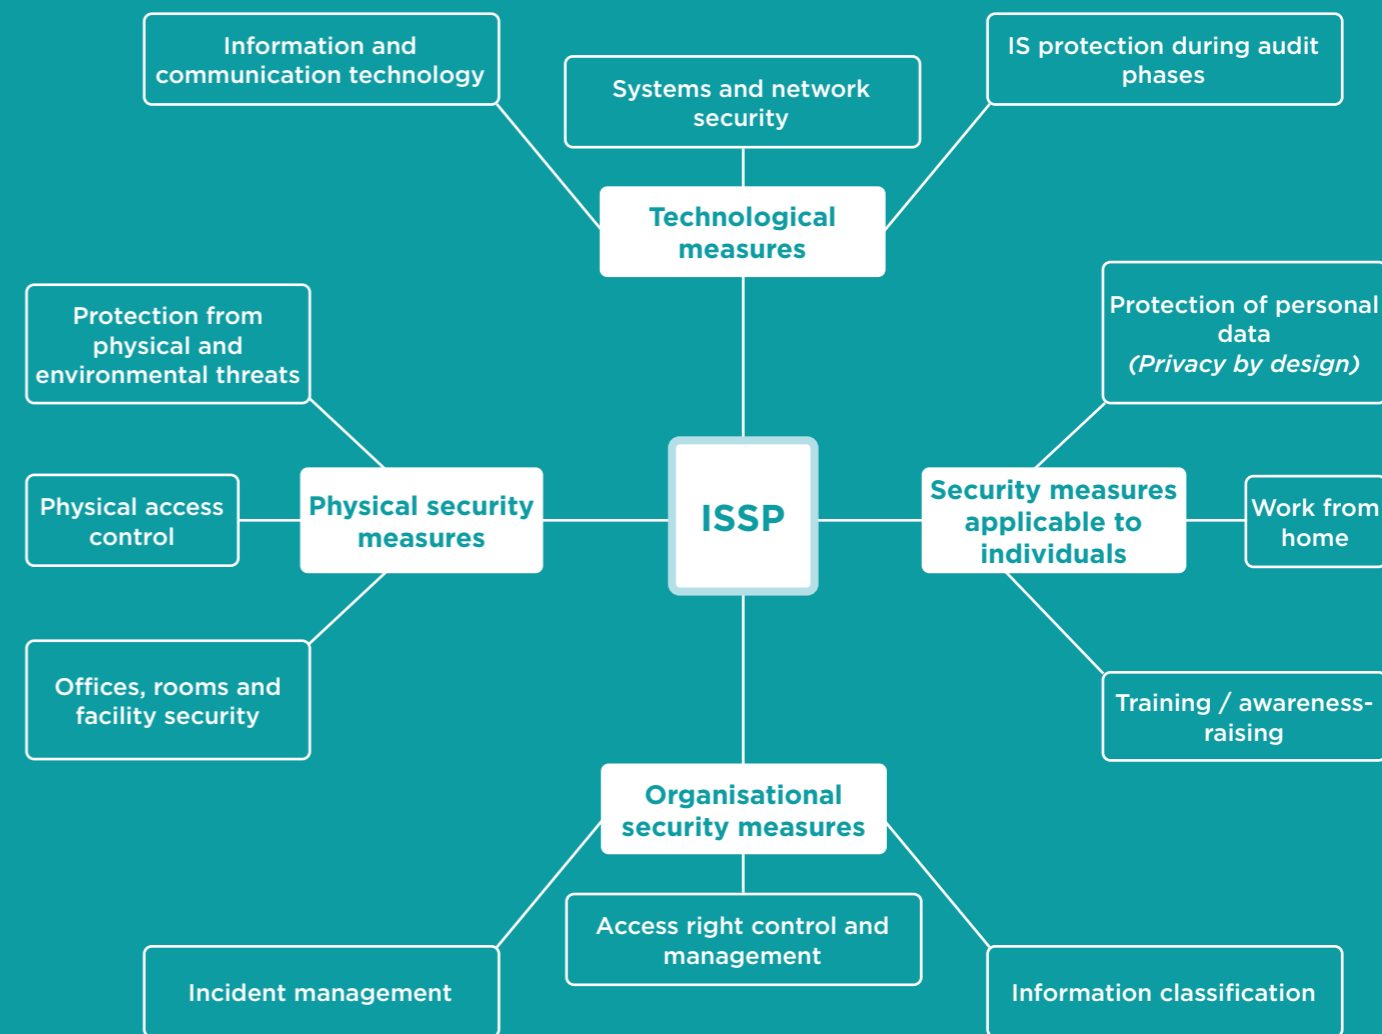 Information and
communication technology
Systems and network
security
IS protection during audit
phases
Technological
measures
Protection from
physical and
environmental threats
Protection of personal
data
(Privacy by design)
Physical access
control
Physical security
measures
ISSP
Security measures
applicable to
individuals
Work from
home
Offices, rooms and
facility security
Training / awareness-
raising
Organisational
security measures
Incident management
Access right control and
management
Information classification